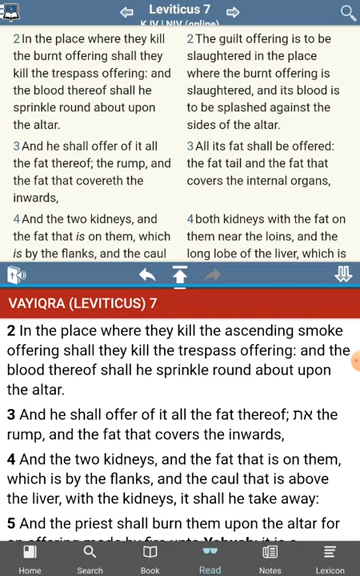 Leviticus 7
KJV | NIV (online)
2 In the place where they kill
the burnt offering shall they
kill the trespass offering: and
the blood thereof shall he
sprinkle round about upon
the altar.
3 And he shall offer of it all
the fat thereof; the rump, and
the fat that covereth the
inwards,
4 And the two kidneys, and
the fat that is on them, which
is by the flanks, and the caul
2 The guilt offering is to be
slaughtered in the place
where the burnt offering is
slaughtered, and its blood is
to be splashed against the
sides of the altar.
3 All its fat shall be offered:
the fat tail and the fat that
covers the internal organs,
4 both kidneys with the fat on
them near the loins, and the
long lobe of the liver, which is
VAYIQRA (LEVITICUS) 7
2 In the place where they kill the ascending smoke
offering shall they kill the trespass offering: and the
blood thereof shall he sprinkle round about upon
the altar.
3 And he shall offer of it all the fat thereof; את the
rump, and the fat that covers the inwards,
4 And the two kidneys, and the fat that is on them,
which is by the flanks, and the caul that is above
the liver, with the kidneys, it shall he take away:
5 And the priest shall burn them upon the altar for
an offering made by fire unto Yahuah: it is a
Home
Search
Book
Read
Notes
Lexicon